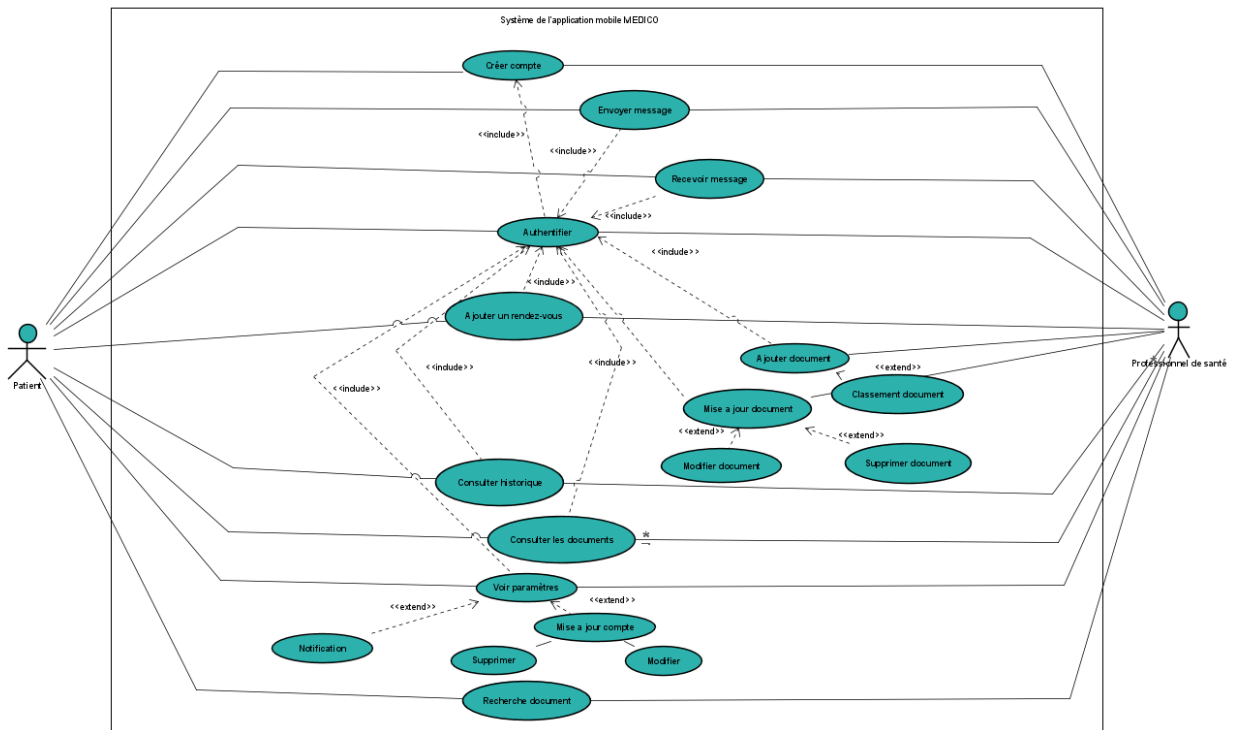 Système de l'application mobile MEDICO
Créer compte
Envoyer message
<<include>>
<<include>>
Recevoir message
<<include>>
Authentifier
<<include>>
<<include>>
Ajouter un rendez-vous
Ajouter document
<<include>>
<<extend>>
Professionnel de santé
*
Patient
<<include>>
<<include>>
Classement document
Mise a jour document
<<extend>>
<<extend>>
Modifier document
Supprimer document
Consulter historique
Consulter les documents
*
Voir paramètres
<<extend>>
<<extend>>
Mise a jour compte
Notification
Supprimer
Modifier
Recherche document